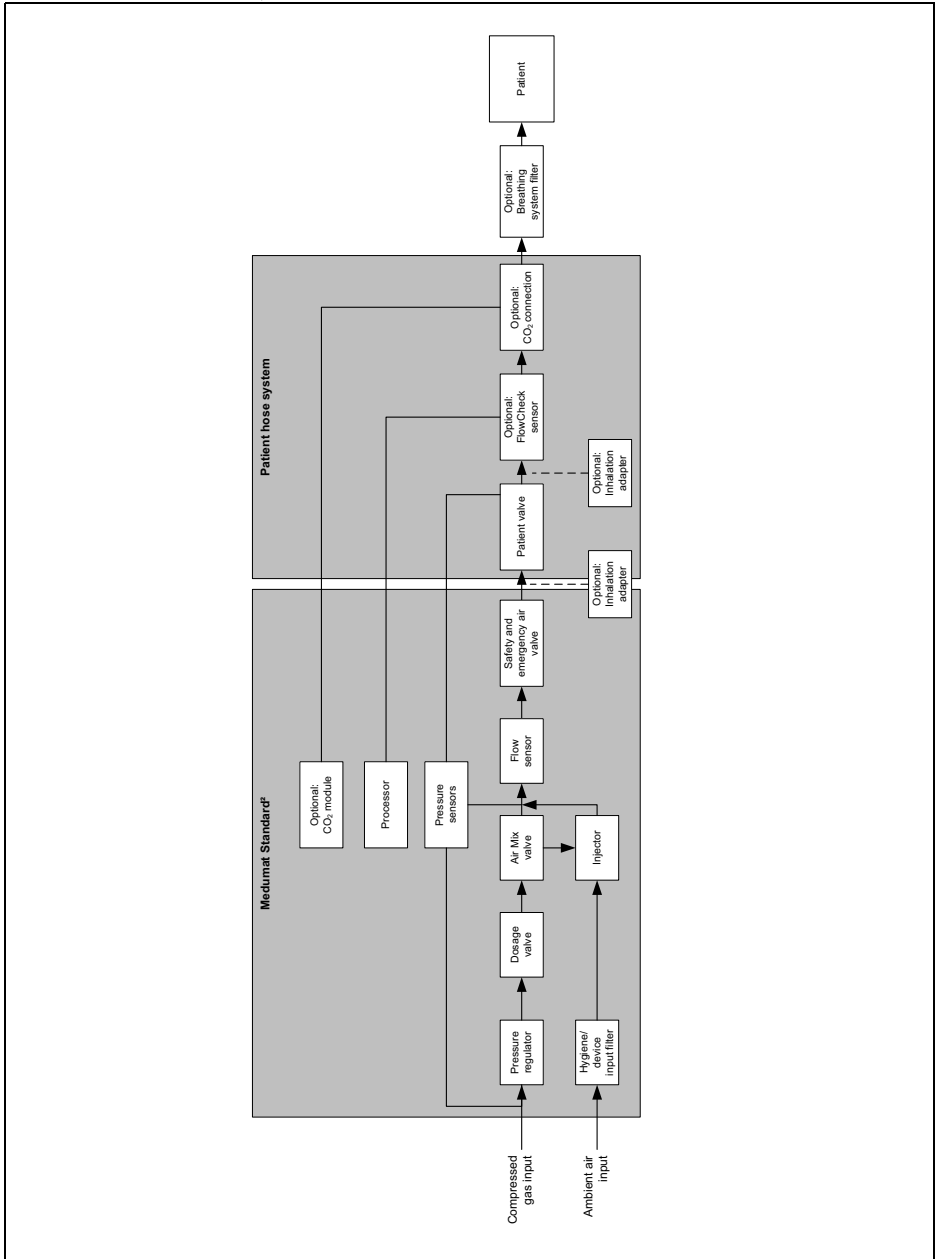 Medumat Standard²
Patient hose system
Optional:
CO₂ module
Processor
Pressure
sensors
Compressed
gas input
Pressure
regulator
Dosage
valve
Air Mix
valve
Flow
sensor
Safety and
emergency air
valve
Patient valve
Optional:
FlowCheck
sensor
Optional:
CO₂ connection
Optional:
Breathing
system filter
Patient
Ambient air
input
Hygiene/
device
input filter
Injector
Optional:
Inhalation
adapter
Optional:
Inhalation
adapter